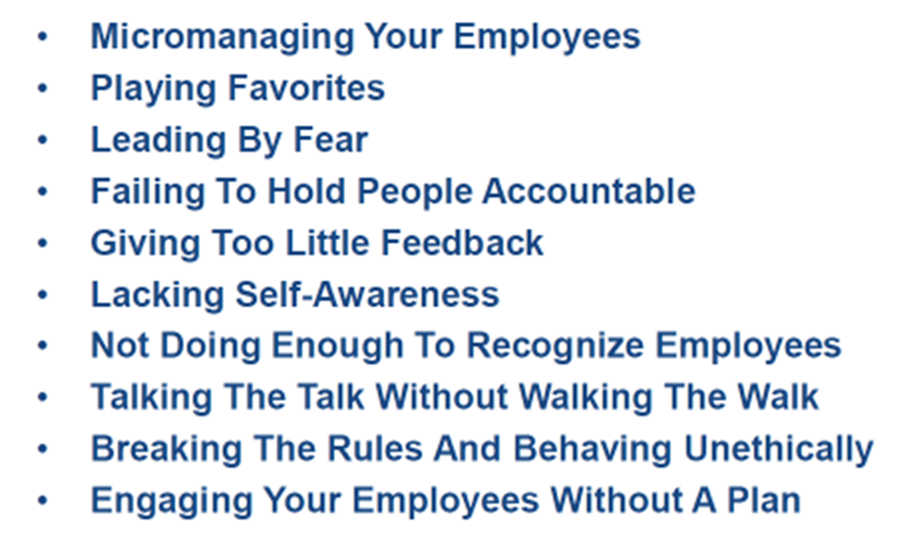 • Micromanaging Your Employees
• Playing Favorites
• Leading By Fear
• Failing To Hold People Accountable
• Giving Too Little Feedback
• Lacking Self-Awareness
• Not Doing Enough To Recognize Employees
• Talking The Talk Without Walking The Walk
• Breaking The Rules And Behaving Unethically
• Engaging Your Employees Without A Plan